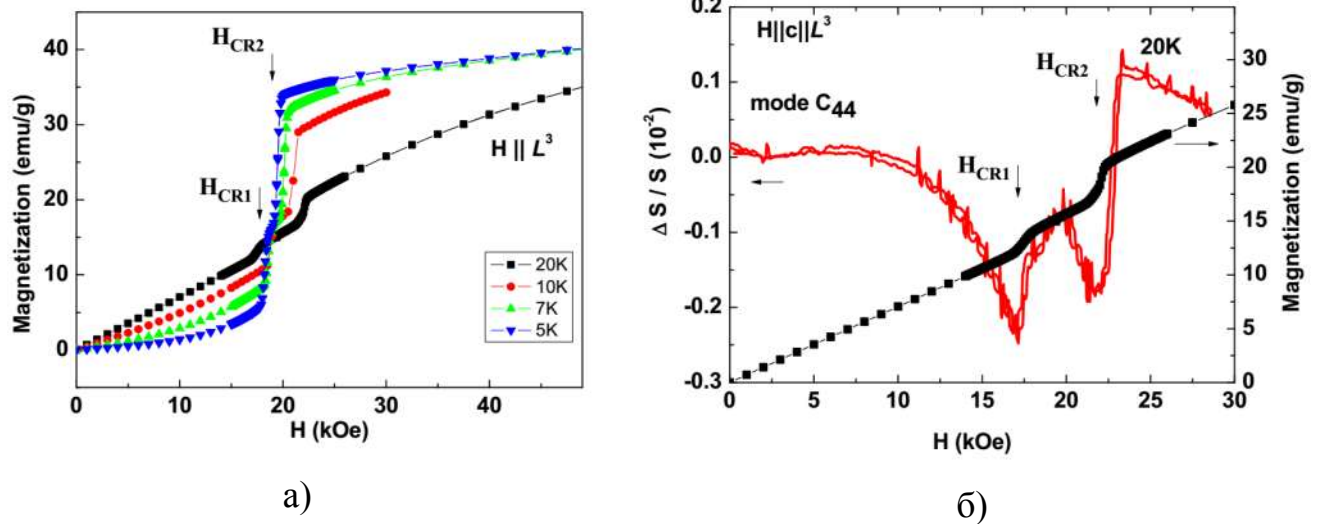 Magnetization (emu/g)
40
30
20
10
0
H_CR2
H_CR1
H || L³
20K
10K
7K
5K
0 10 20 30 40
H (kOe)
а)
Δ S / S (10⁻²)
0.2
0.1
0.0
-0.1
-0.2
-0.3
H||c||L³
20K
mode C₄₄
H_CR2
H_CR1
30
25
20
15
10
5
0
Magnetization (emu/g)
0 5 10 15 20 25 30
H (kOe)
б)